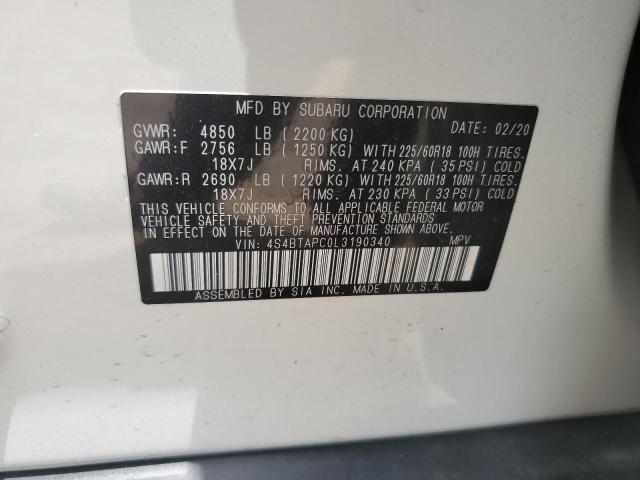 MFD BY SUBARU CORPORATION
GVWR: 4850 LB ( 2200 KG) DATE: 02/20
GAWR:F 2756 LB ( 1250 KG) WITH 225/60R18 100H TIRES.
18X7J RIMS. AT 240 KPA ( 35 PSI) COLD
GAWR:R 2690 LB ( 1220 KG) WITH 225/60R18 100H TIRES.
18X7J RIMS. AT 230 KPA ( 33 PSI) COLD
THIS VEHICLE CONFORMS TO ALL APPLICABLE FEDERAL MOTOR
VEHICLE SAFETY AND THEFT PREVENTION STANDARDS
IN EFFECT ON THE DATE OF MANUFACTURE SHOWN ABOVE.
VIN: 4S4BTAPC0L3190340 MPV
ASSEMBLED BY SIA INC. MADE IN U.S.A.